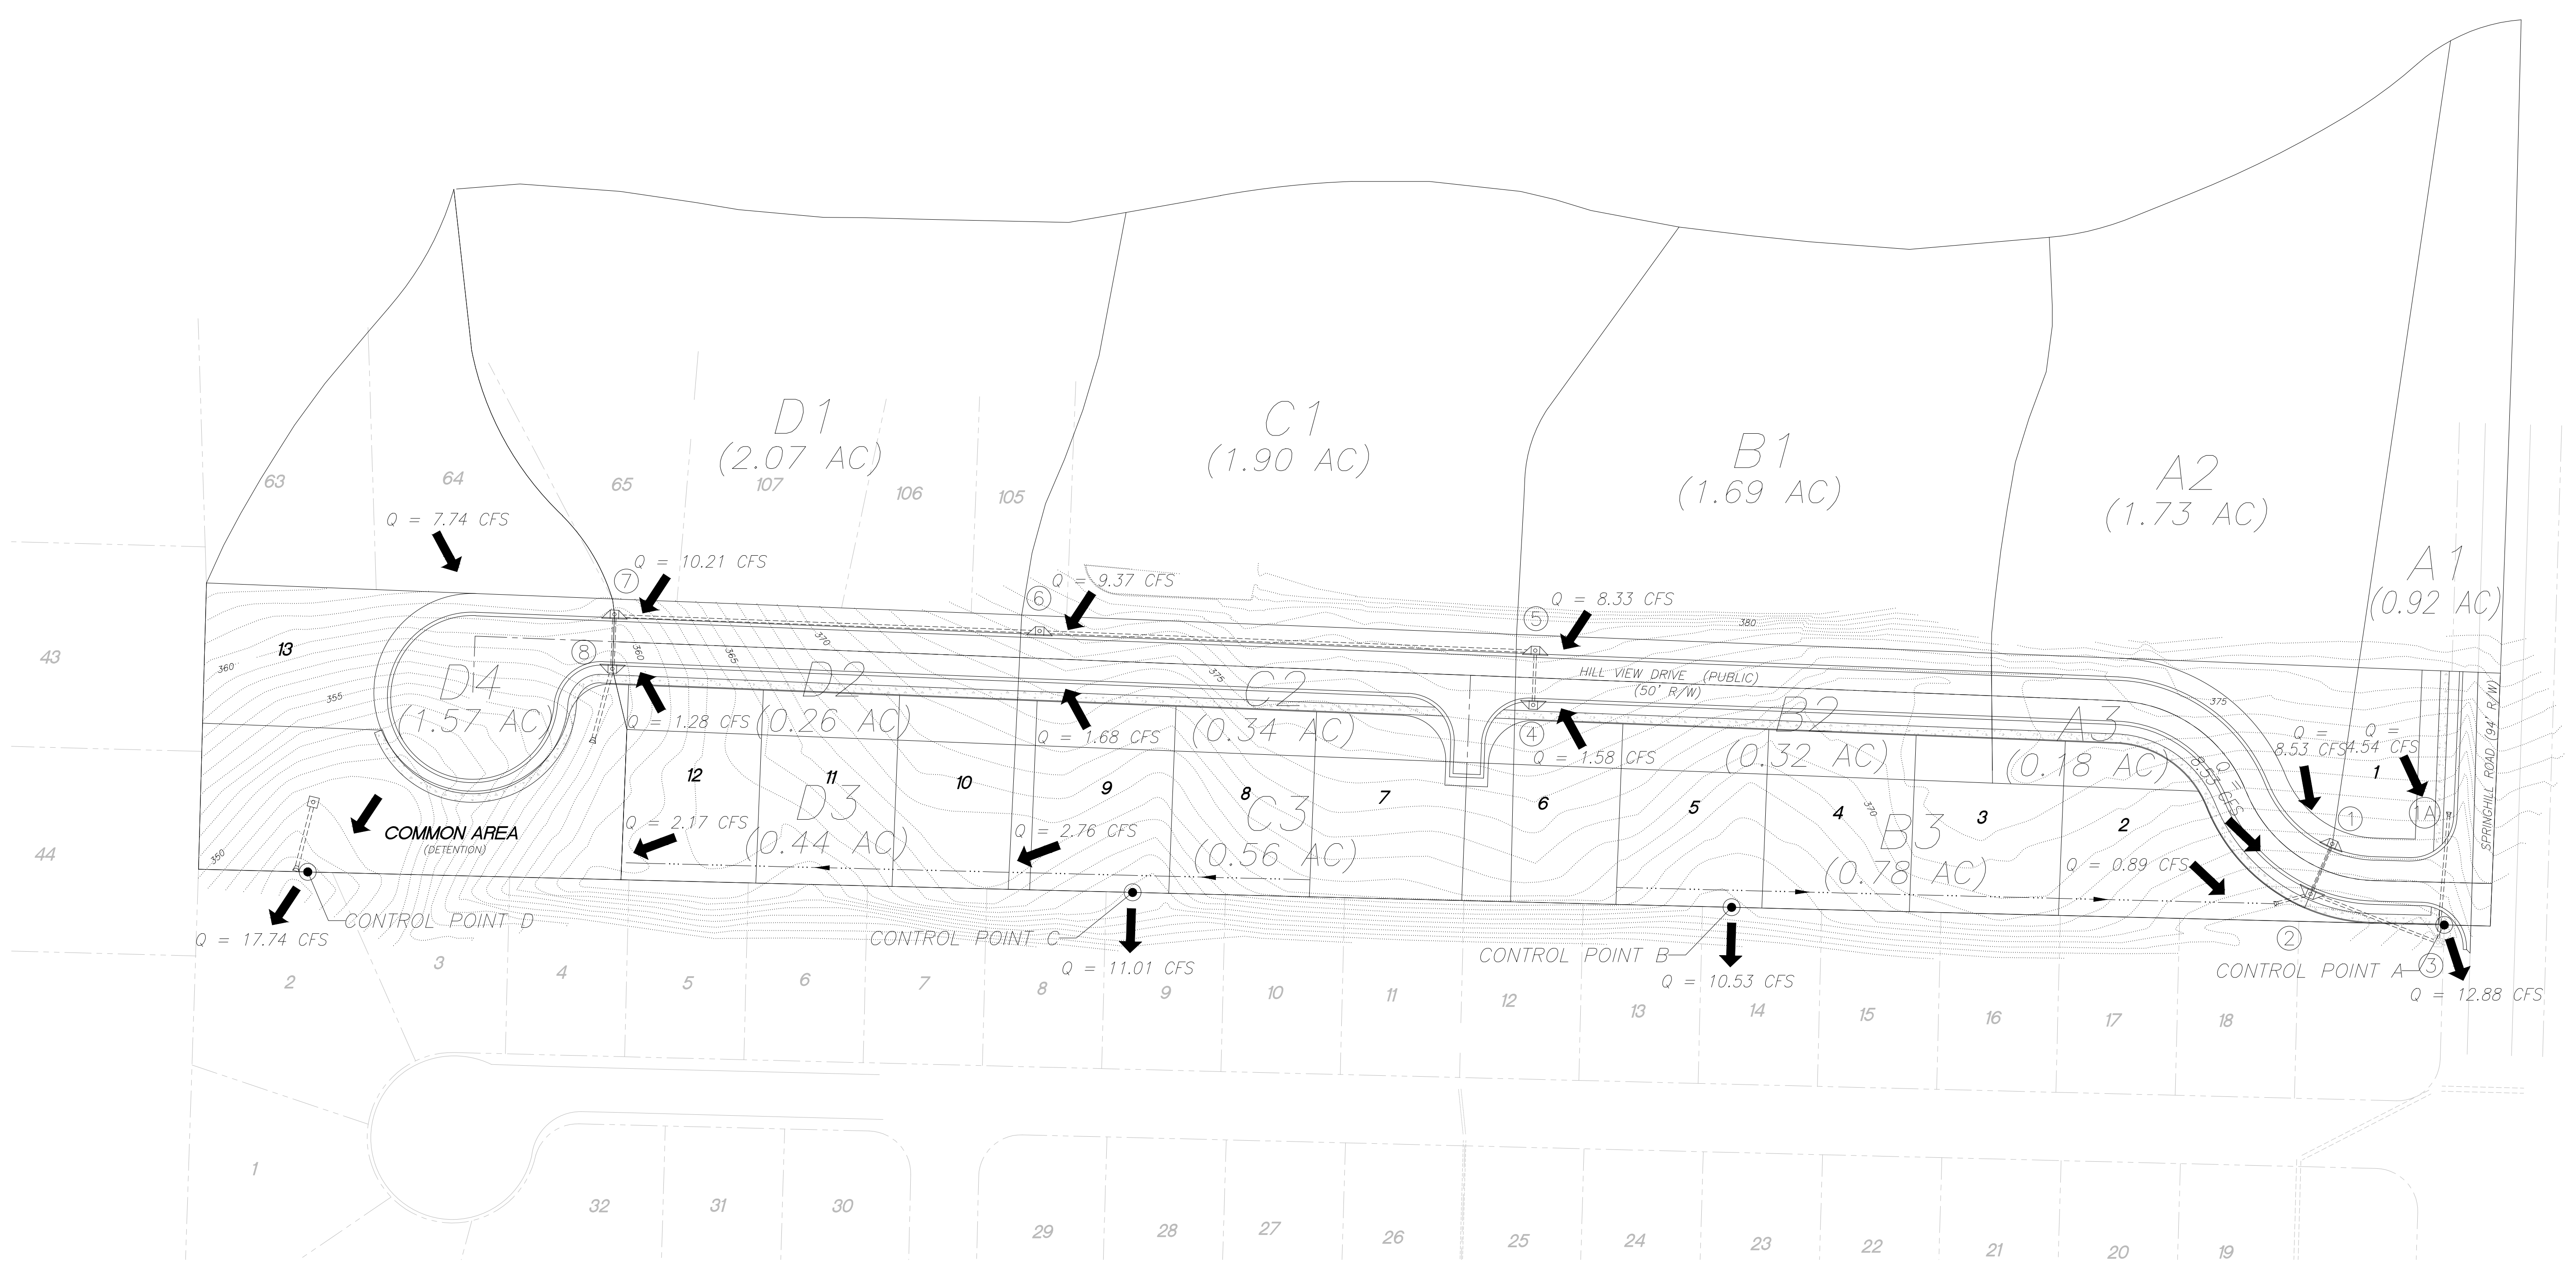 D1
(2.07 AC)
C1
(1.90 AC)
B1
(1.69 AC)
A2
(1.73 AC)
A1
(0.92 AC)
63
64
65
107
106
105
Q = 7.74 CFS
7
Q = 10.21 CFS
6
Q = 9.37 CFS
5
Q = 8.33 CFS
380
43
13
360
355
8
360
365
370
375
HILL VIEW DRIVE (PUBLIC)
(50' R/W)
375
D4
(1.57 AC)
D2
(0.26 AC)
C2
(0.34 AC)
B2
(0.32 AC)
A3
(0.18 AC)
Q = 1.28 CFS
Q = 1.68 CFS
4
Q = 1.58 CFS
Q =
8.53 CFS
Q =
8.53 CFS
Q =
4.54 CFS
SPRINGHILL ROAD (94' R/W)
12
11
10
9
8
7
6
5
4
3
2
1
1
1A
370
44
350
COMMON AREA
(DETENTION)
D3
(0.44 AC)
C3
(0.56 AC)
B3
(0.78 AC)
Q = 2.17 CFS
Q = 2.76 CFS
Q = 0.89 CFS
CONTROL POINT D
Q = 17.74 CFS
CONTROL POINT C
Q = 11.01 CFS
CONTROL POINT B
Q = 10.53 CFS
2
CONTROL POINT A
3
Q = 12.88 CFS
2
3
4
5
6
7
8
9
10
11
12
13
14
15
16
17
18
1
32
31
30
29
28
27
26
25
24
23
22
21
20
19